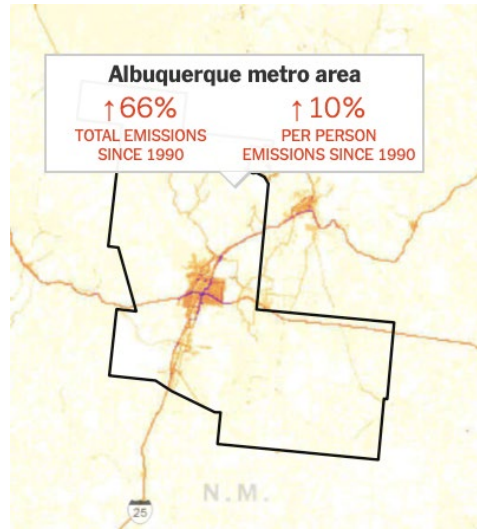 Albuquerque metro area
↑66%
TOTAL EMISSIONS
SINCE 1990
↑10%
PER PERSON
EMISSIONS SINCE 1990
N.M.
25